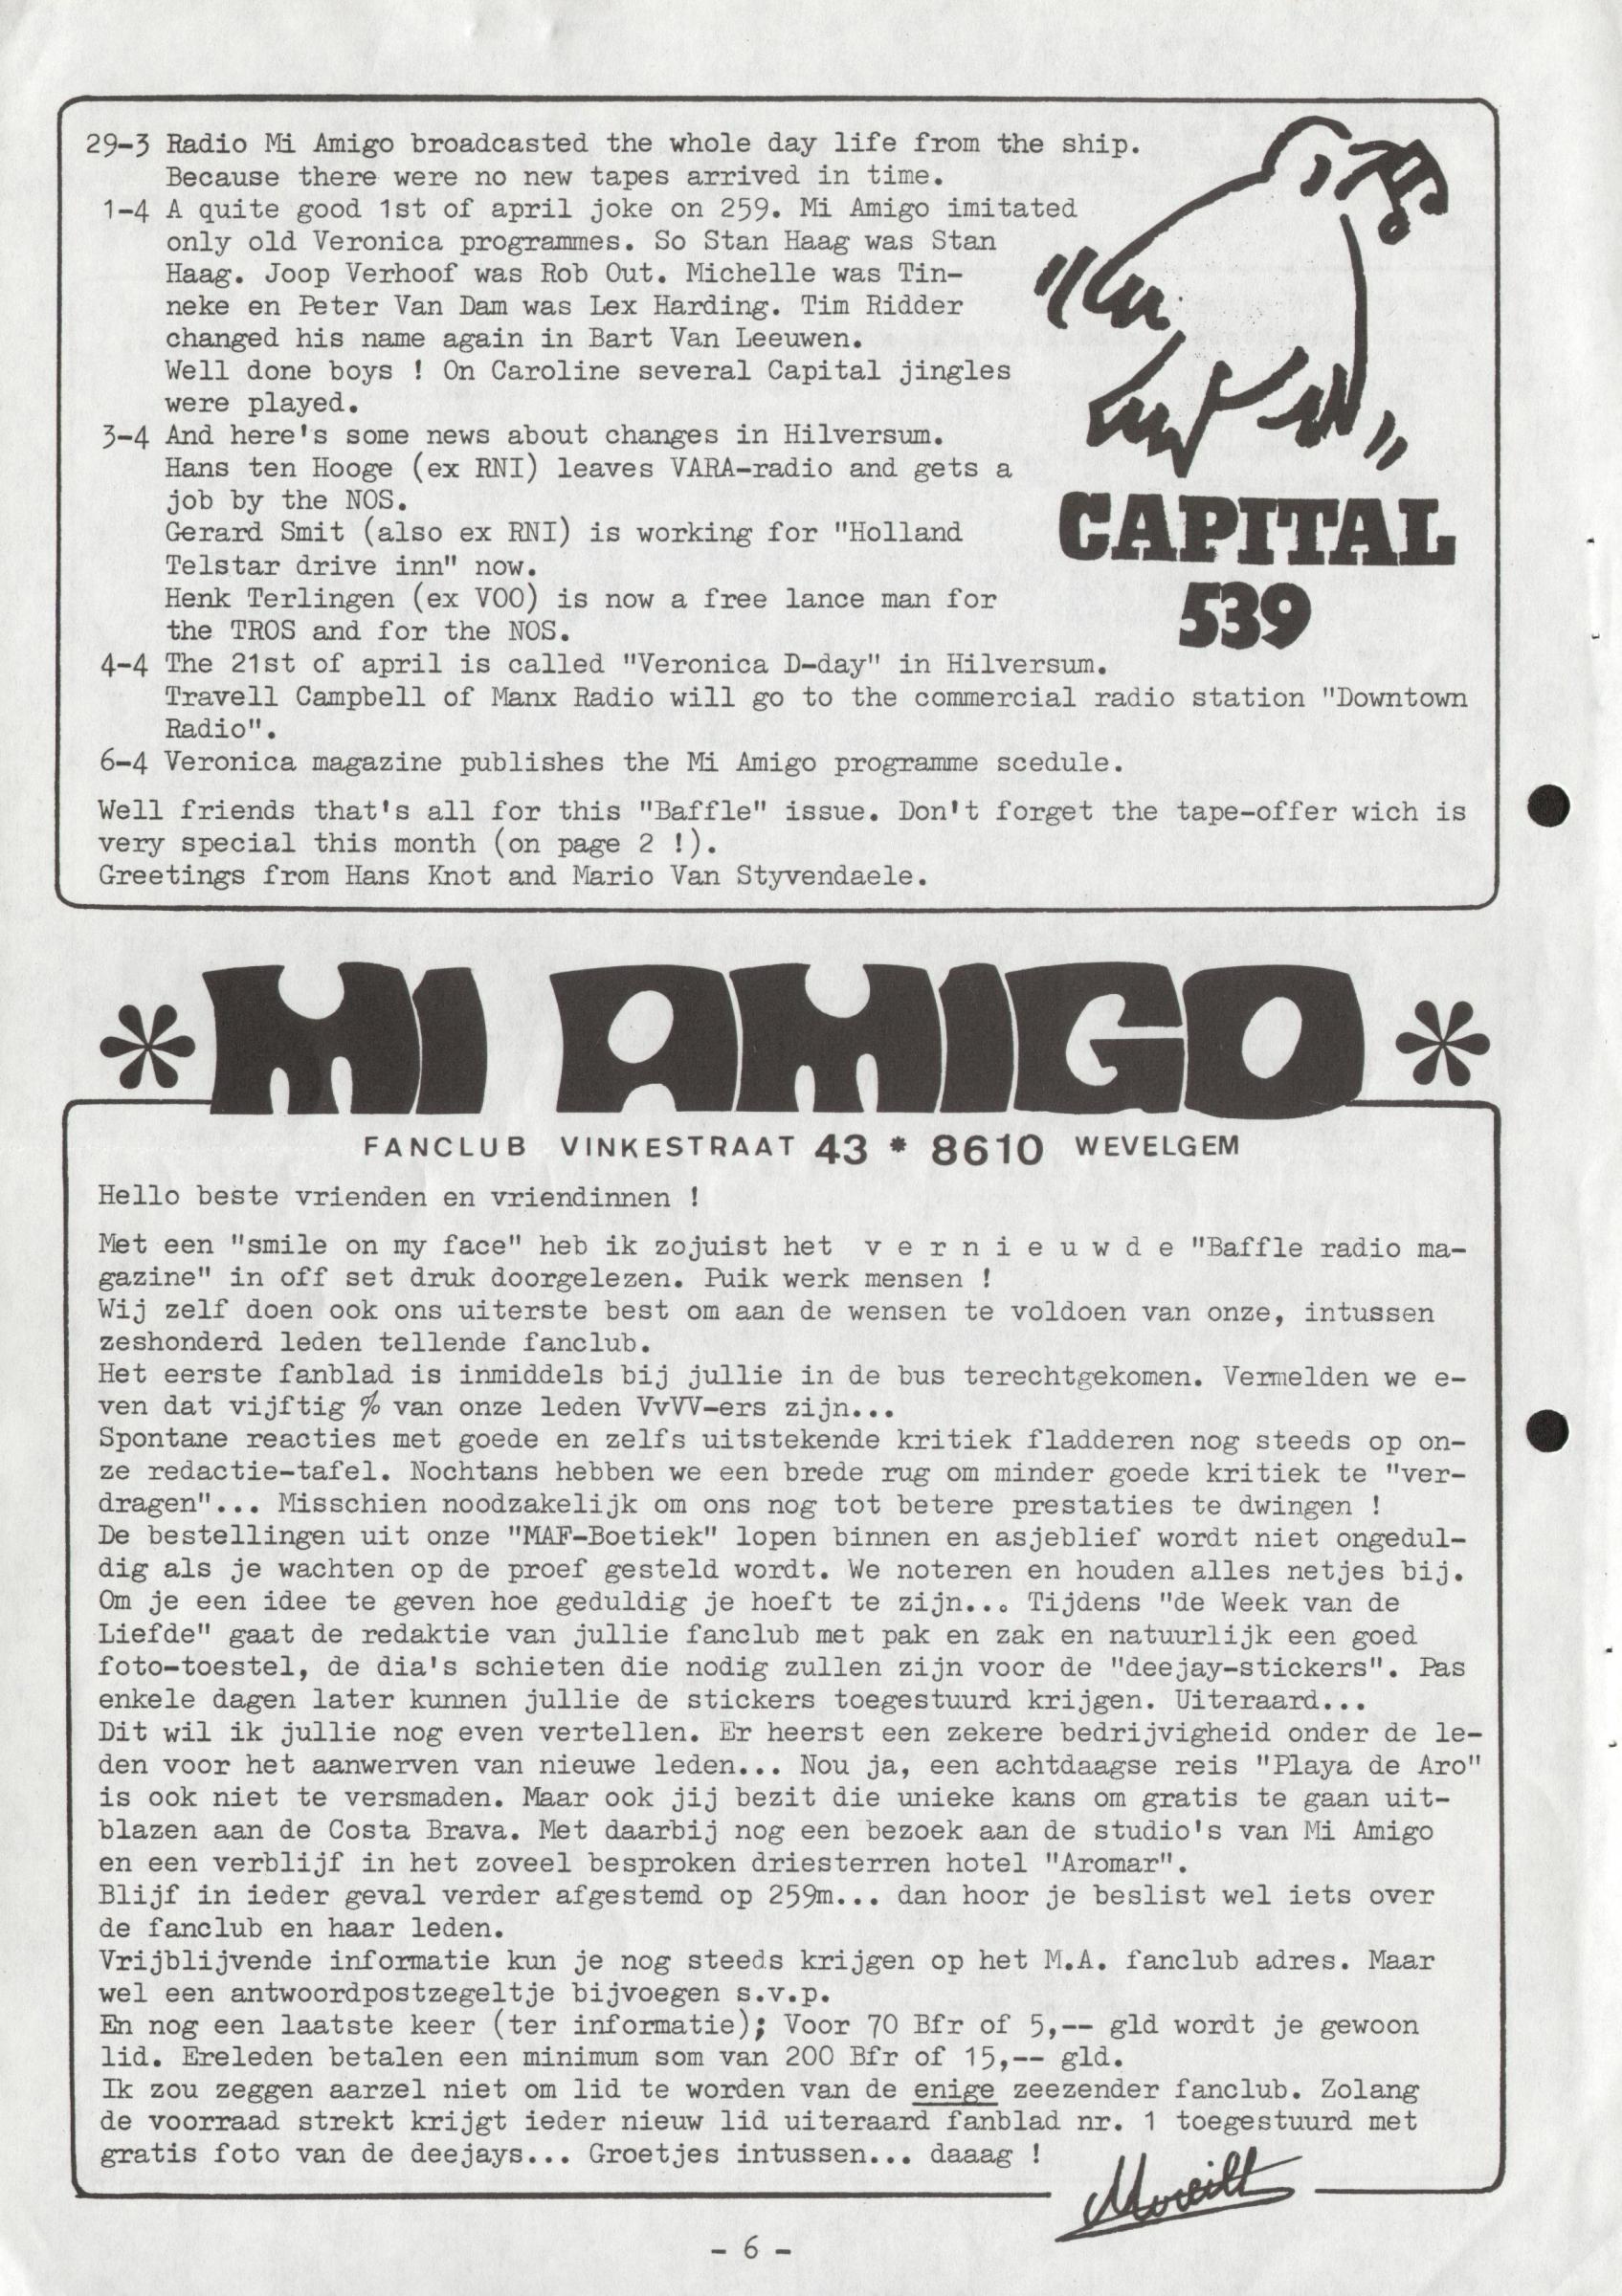 29-3 Radio Mi Amigo broadcasted the whole day life from the ship.
Because there were no new tapes arrived in time.
1-4 A quite good 1st of april joke on 259. Mi Amigo imitated
only old Veronica programmes. So Stan Haag was Stan
Haag. Joop Verhoof was Rob Out. Michelle was Tin-
neke en Peter Van Dam was Lex Harding. Tim Ridder
changed his name again in Bart Van Leeuwen.
Well done boys ! On Caroline several Capital jingles
were played.
3-4 And here's some news about changes in Hilversum.
Hans ten Hooge (ex RNI) leaves VARA-radio and gets a
job by the NOS.
Gerard Smit (also ex RNI) is working for "Holland
Telstar drive inn" now.
Henk Terlingen (ex VOO) is now a free lance man for
the TROS and for the NOS.
4-4 The 21st of april is called "Veronica D-day" in Hilversum.
Travell Campbell of Manx Radio will go to the commercial radio station "Downtown
Radio".
6-4 Veronica magazine publishes the Mi Amigo programme scedule.
Well friends that's all for this "Baffle" issue. Don't forget the tape-offer wich is
very special this month (on page 2 !).
Greetings from Hans Knot and Mario Van Styvendaele.
CAPITAL
539
* MI AMIGO *
FANCLUB VINKESTRAAT 43 * 8610 WEVELGEM
Hello beste vrienden en vriendinnen !
Met een "smile on my face" heb ik zojuist het v e r n i e u w d e "Baffle radio ma-
gazine" in off set druk doorgelezen. Puik werk mensen !
Wij zelf doen ook ons uiterste best om aan de wensen te voldoen van onze, intussen
zeshonderd leden tellende fanclub.
Het eerste fanblad is inmiddels bij jullie in de bus terechtgekomen. Vermelden we e-
ven dat vijftig % van onze leden VvVV-ers zijn...
Spontane reacties met goede en zelfs uitstekende kritiek fladderen nog steeds op on-
ze redactie-tafel. Nochtans hebben we een brede rug om minder goede kritiek te "ver-
dragen"... Misschien noodzakelijk om ons nog tot betere prestaties te dwingen !
De bestellingen uit onze "MAF-Boetiek" lopen binnen en asjeblief wordt niet ongedul-
dig als je wachten op de proef gesteld wordt. We noteren en houden alles netjes bij.
Om je een idee te geven hoe geduldig je hoeft te zijn... Tijdens "de Week van de
Liefde" gaat de redaktie van jullie fanclub met pak en zak en natuurlijk een goed
foto-toestel, de dia's schieten die nodig zullen zijn voor de "deejay-stickers". Pas
enkele dagen later kunnen jullie de stickers toegestuurd krijgen. Uiteraard...
Dit wil ik jullie nog even vertellen. Er heerst een zekere bedrijvigheid onder de le-
den voor het aanwerven van nieuwe leden... Nou ja, een achtdaagse reis "Playa de Aro"
is ook niet te versmaden. Maar ook jij bezit die unieke kans om gratis te gaan uit-
blazen aan de Costa Brava. Met daarbij nog een bezoek aan de studio's van Mi Amigo
en een verblijf in het zoveel besproken driesterren hotel "Aromar".
Blijf in ieder geval verder afgestemd op 259m... dan hoor je beslist wel iets over
de fanclub en haar leden.
Vrijblijvende informatie kun je nog steeds krijgen op het M.A. fanclub adres. Maar
wel een antwoordpostzegeltje bijvoegen s.v.p.
En nog een laatste keer (ter informatie); Voor 70 Bfr of 5,-- gld wordt je gewoon
lid. Ereleden betalen een minimum som van 200 Bfr of 15,-- gld.
Ik zou zeggen aarzel niet om lid te worden van de enige zeezender fanclub. Zolang
de voorraad strekt krijgt ieder nieuw lid uiteraard fanblad nr. 1 toegestuurd met
gratis foto van de deejays... Groetjes intussen... daaag !
- 6 -